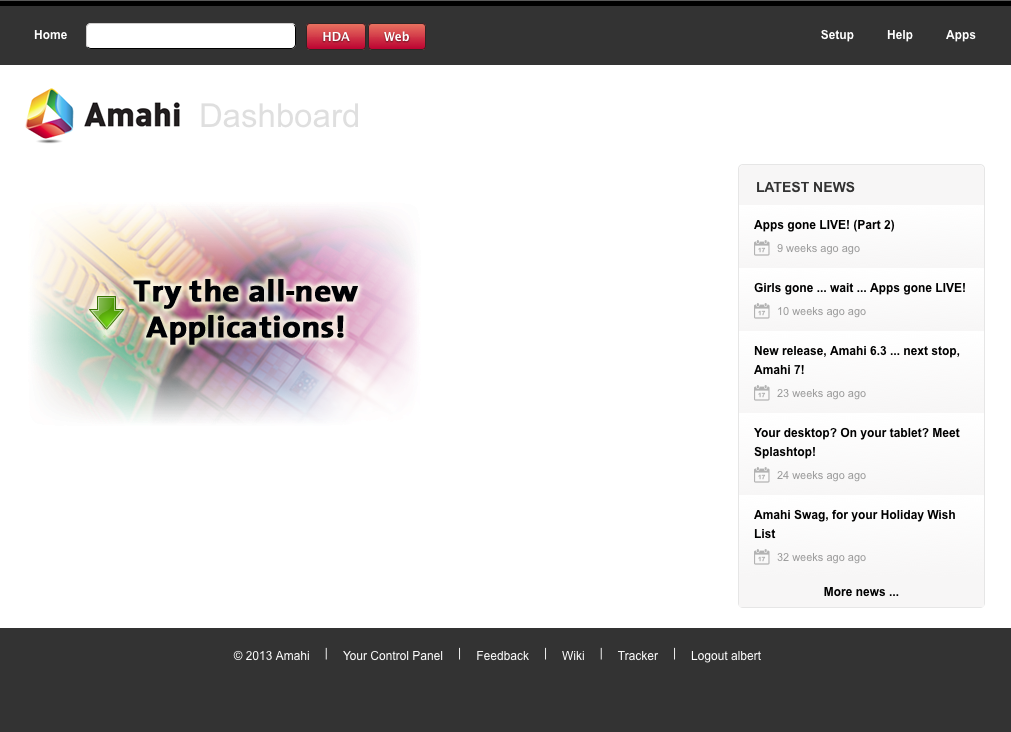 Home HDA Web Setup Help Apps
Amahi Dashboard
LATEST NEWS
Apps gone LIVE! (Part 2)
17 9 weeks ago ago
Girls gone ... wait ... Apps gone LIVE!
17 10 weeks ago ago
New release, Amahi 6.3 ... next stop,
Amahi 7!
17 23 weeks ago ago
Your desktop? On your tablet? Meet
Splashtop!
17 24 weeks ago ago
Amahi Swag, for your Holiday Wish
List
17 32 weeks ago ago
More news ...
Try the all-new
Applications!
© 2013 Amahi | Your Control Panel | Feedback | Wiki | Tracker | Logout albert